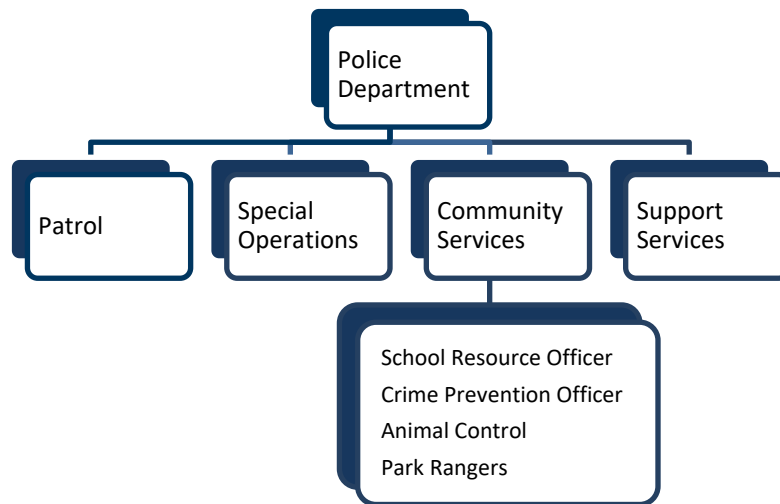 Police
Department
Patrol
Special
Operations
Community
Services
Support
Services
School Resource Officer
Crime Prevention Officer
Animal Control
Park Rangers